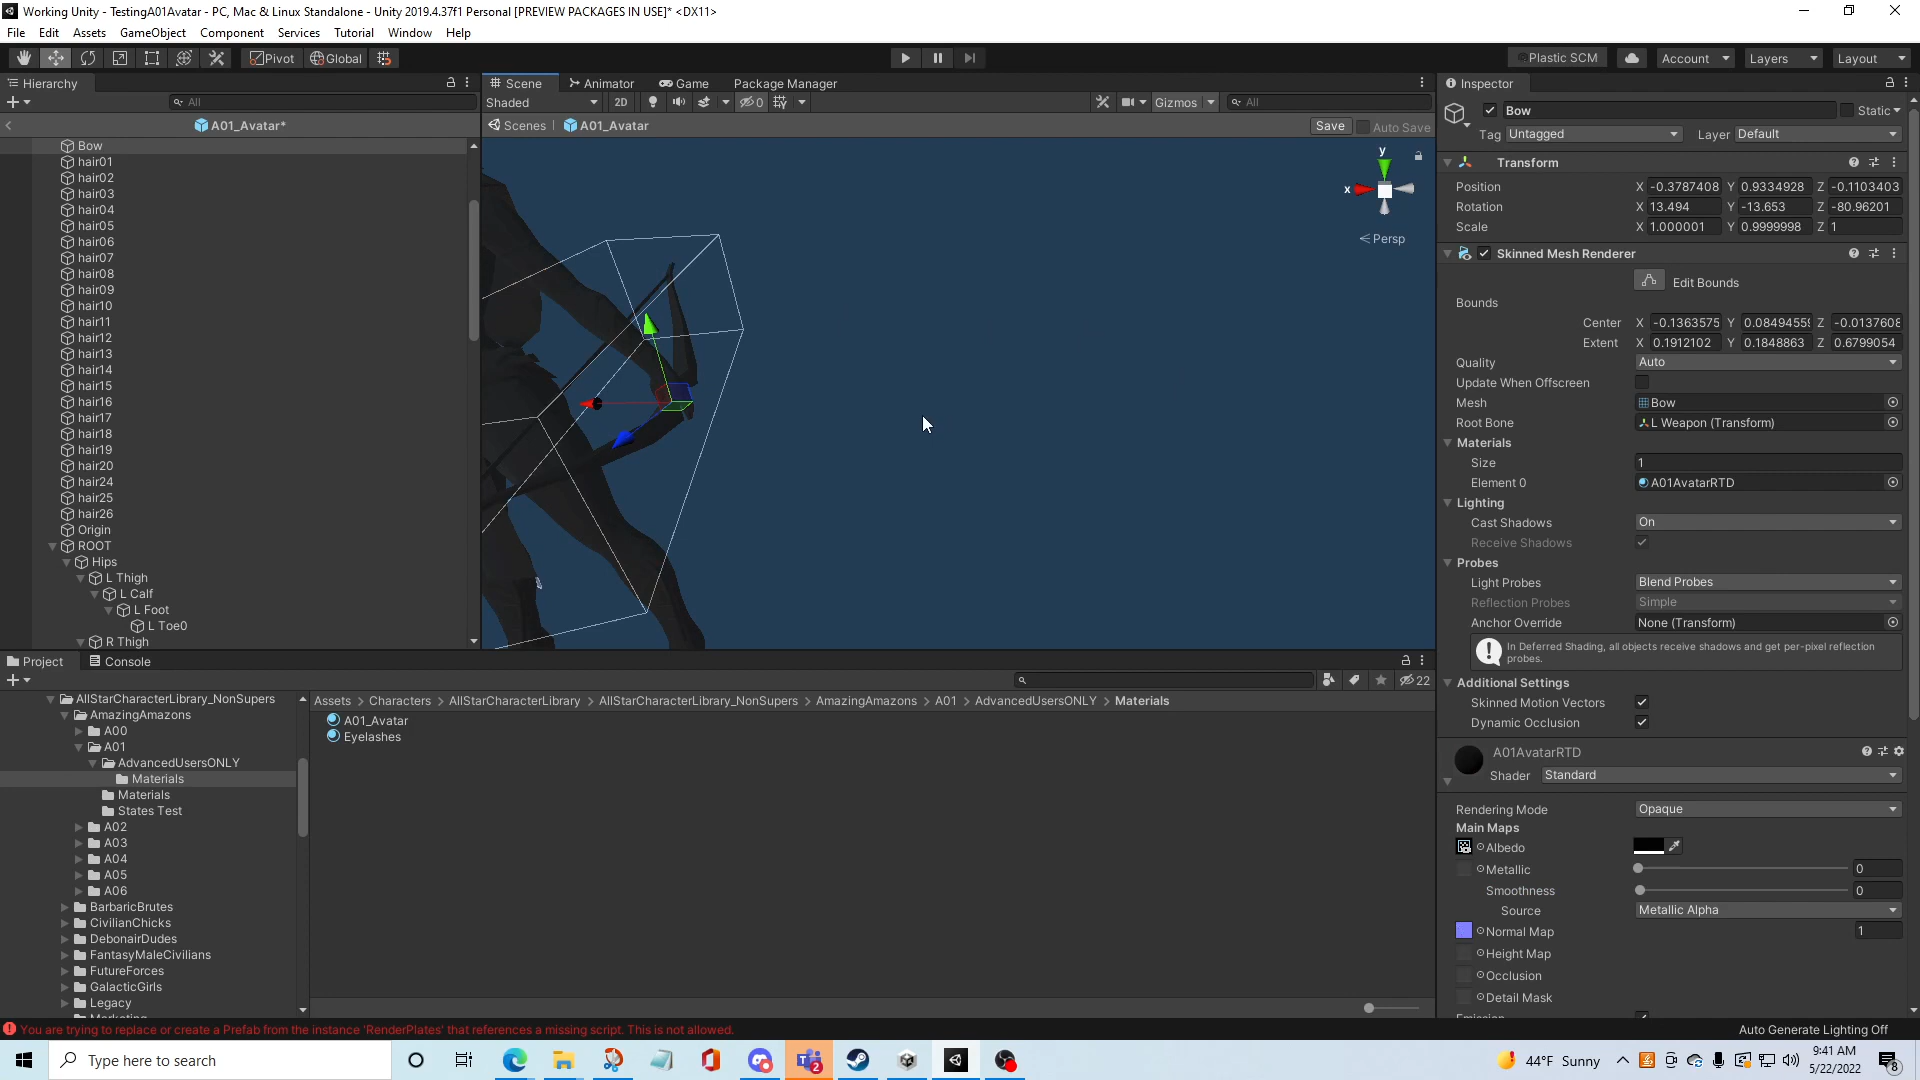 Working Unity - TestingA01Avatar - PC, Mac & Linux Standalone - Unity 2019.4.37f1 Personal [PREVIEW PACKAGES IN USE]* <DX11>
File Edit Assets GameObject Component Services Tutorial Window Help
Pivot Global Plastic SCM Account Layers Layout
Hierarchy
All
A01_Avatar*
Bow
hair01
hair02
hair03
hair04
hair05
hair06
hair07
hair08
hair09
hair10
hair11
hair12
hair13
hair14
hair15
hair16
hair17
hair18
hair19
hair20
hair24
hair25
hair26
Origin
ROOT
Hips
L Thigh
L Calf
L Foot
L Toe0
R Thigh
Scene Animator Game Package Manager
Shaded 2D 0 Gizmos All
Scenes A01_Avatar Save Auto Save
y
x
Persp
Inspector
Bow Static
Tag Untagged Layer Default
Transform
Position X -0.3787408 Y 0.9334928 Z -0.1103403
Rotation X 13.494 Y -13.653 Z -80.96201
Scale X 1.000001 Y 0.9999998 Z 1
Skinned Mesh Renderer
Edit Bounds
Bounds
Center X -0.1363575 Y 0.0849455 Z -0.0137608
Extent X 0.1912102 Y 0.1848863 Z 0.6799054
Quality Auto
Update When Offscreen
Mesh Bow
Root Bone L Weapon (Transform)
Materials
Size 1
Element 0 A01AvatarRTD
Lighting
Cast Shadows On
Receive Shadows
Probes
Light Probes Blend Probes
Reflection Probes Simple
Anchor Override None (Transform)
In Deferred Shading, all objects receive shadows and get per-pixel reflection
probes.
Additional Settings
Skinned Motion Vectors
Dynamic Occlusion
A01AvatarRTD
Shader Standard
Rendering Mode Opaque
Main Maps
Albedo
Metallic 0
Smoothness 0
Source Metallic Alpha
Normal Map 1
Height Map
Occlusion
Detail Mask
Emission
Project Console
22
AllStarCharacterLibrary_NonSupers
AmazingAmazons
A00
A01
AdvancedUsersONLY
Materials
Materials
States Test
A02
A03
A04
A05
A06
BarbaricBrutes
CivilianChicks
DebonairDudes
FantasyMaleCivilians
FutureForces
GalacticGirls
Legacy
Marketing
Assets > Characters > AllStarCharacterLibrary > AllStarCharacterLibrary_NonSupers > AmazingAmazons > A01 > AdvancedUsersONLY > Materials
A01_Avatar
Eyelashes
You are trying to replace or create a Prefab from the instance 'RenderPlates' that references a missing script. This is not allowed.
Auto Generate Lighting Off
Type here to search
2
44°F Sunny
9:41 AM
5/22/2022
8